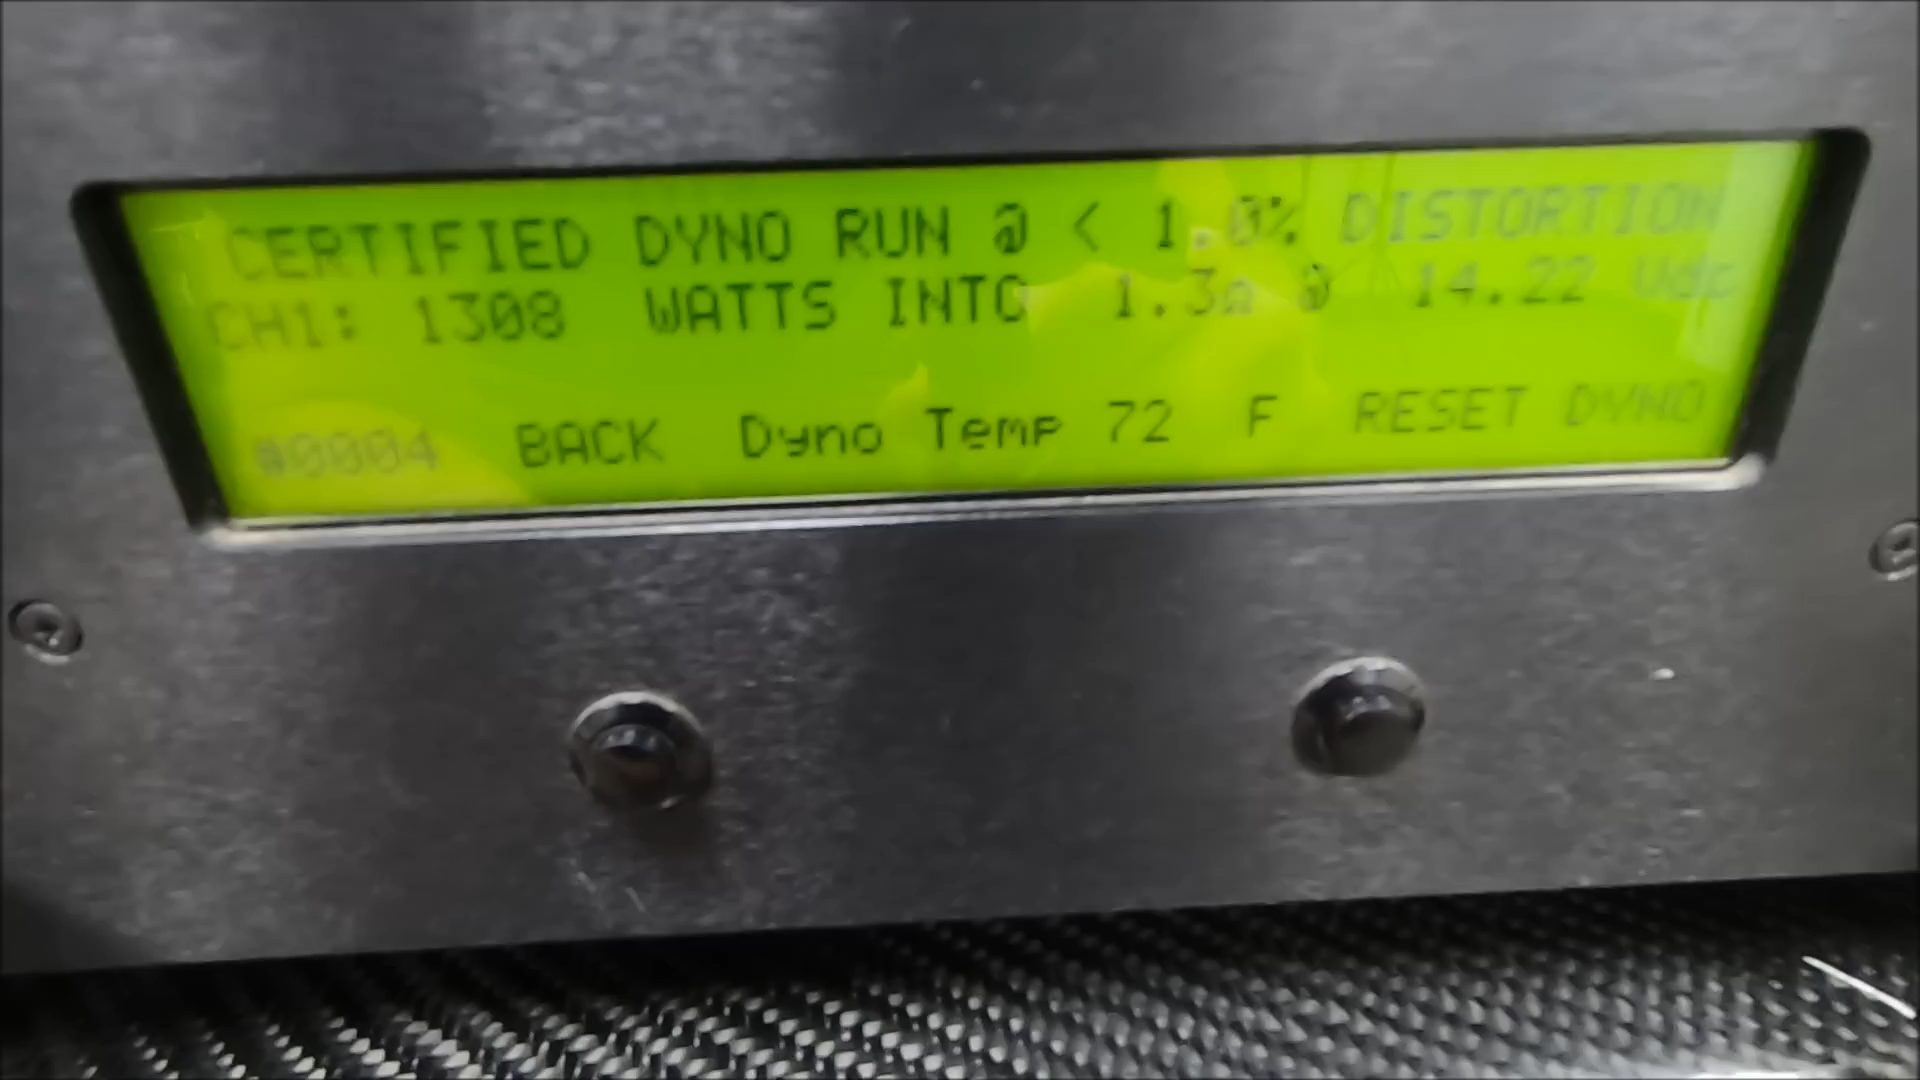 CERTIFIED DYNO RUN @ < 1.0% DISTORTION
CH1: 1308 WATTS INTO 1.3Ω @ 14.22 Vdc
#0004 BACK Dyno Temp 72 F RESET DYNO